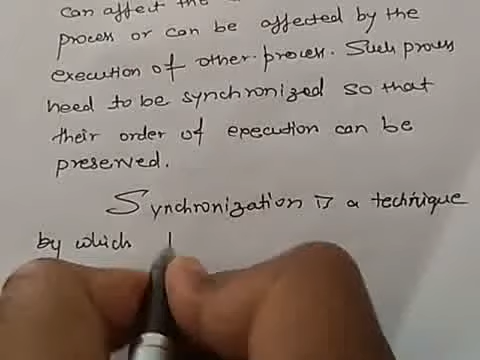 can affect the
process or can be affected by the
execution of other process. Such process
need to be synchronized so that
their order of execution can be
preserved.
Synchronization is a technique
by which